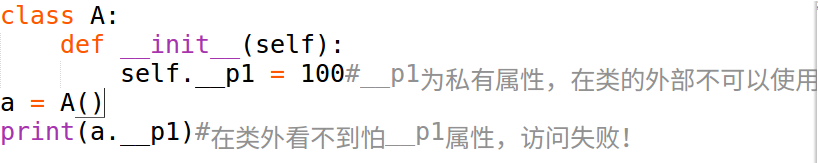 class A:
    def __init__(self):
        self.__p1 = 100#__p1为私有属性，在类的外部不可以使用
a = A()
print(a.__p1)#在类外看不到怕__p1属性，访问失败！